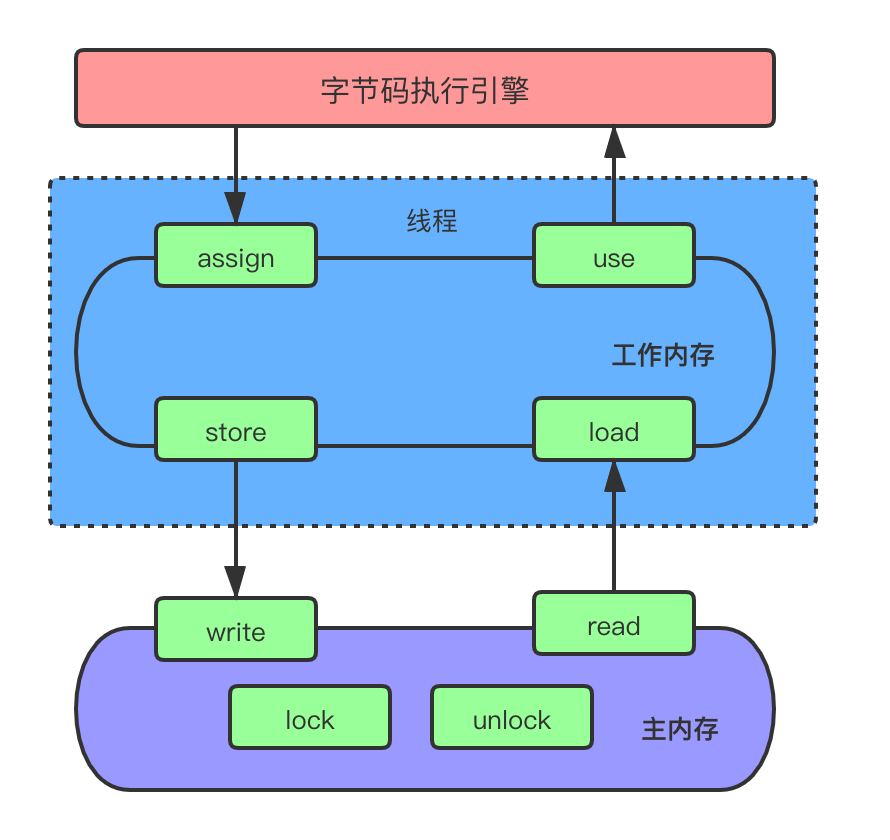 字节码执行引擎
线程
assign
use
工作内存
store
load
write
read
lock
unlock
主内存